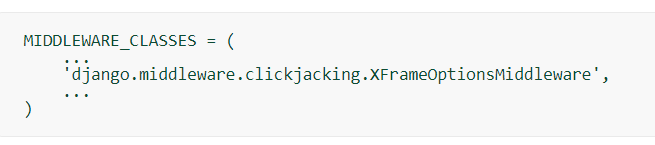 MIDDLEWARE_CLASSES = (
    ...
    'django.middleware.clickjacking.XFrameOptionsMiddleware',
    ...
)